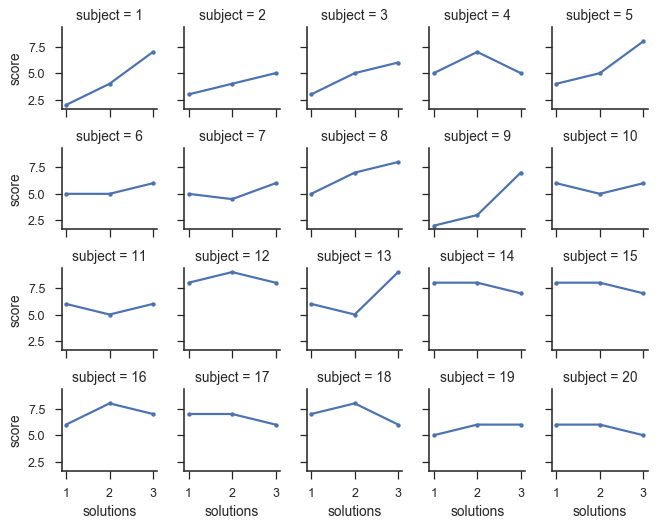 subject = 1 subject = 2 subject = 3 subject = 4 subject = 5
7.5
5.0
2.5
score
subject = 6 subject = 7 subject = 8 subject = 9 subject = 10
7.5
5.0
2.5
score
subject = 11 subject = 12 subject = 13 subject = 14 subject = 15
7.5
5.0
2.5
score
subject = 16 subject = 17 subject = 18 subject = 19 subject = 20
7.5
5.0
2.5
score
1 2 3 1 2 3 1 2 3 1 2 3 1 2 3
solutions solutions solutions solutions solutions